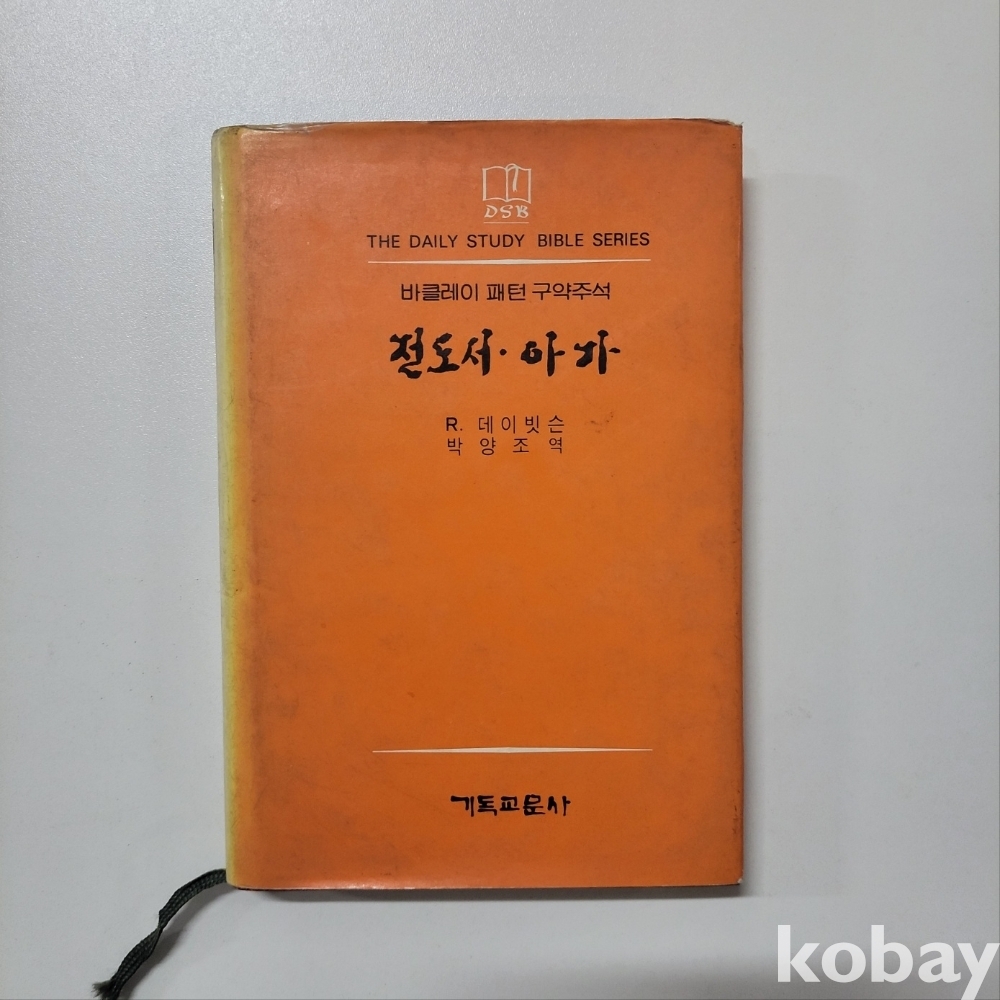 DSB
THE DAILY STUDY BIBLE SERIES
바클레이 패턴 구약주석
전도서·아가
R. 데이빗슨
박양조역
기독교문사
kobay